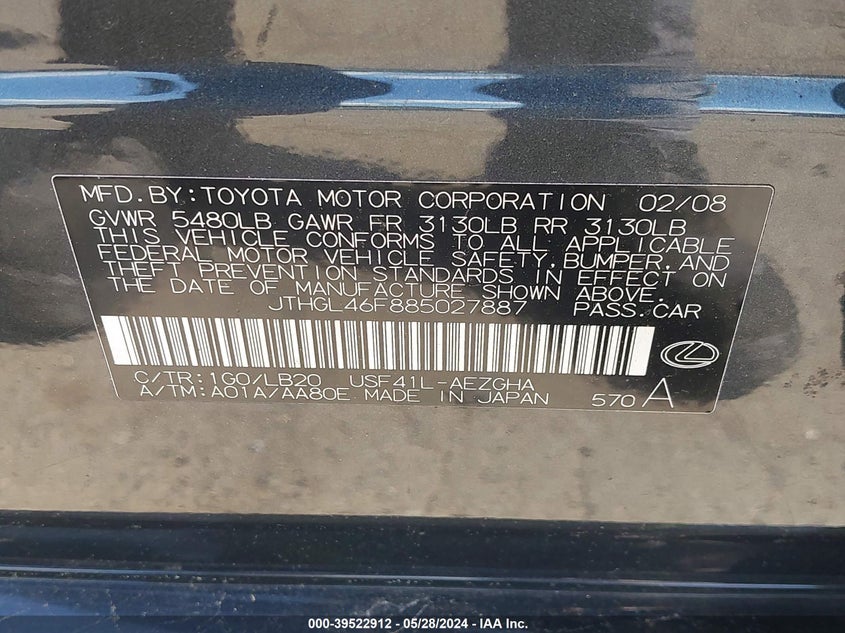 MFD. BY: TOYOTA MOTOR CORPORATION 02/08
GVWR 5480LB GAWR FR 3130LB RR 3130LB
THIS VEHICLE CONFORMS TO ALL APPLICABLE
FEDERAL MOTOR VEHICLE SAFETY, BUMPER, AND
THEFT PREVENTION STANDARDS IN EFFECT ON
THE DATE OF MANUFACTURE SHOWN ABOVE.
JTHGL46F885027887 PASS. CAR
C/TR: 1G0/LB20 USF41L-AEZGHA
A/TM: A01A/AA80E MADE IN JAPAN 570 A
000-39522912 / 05/28/2024 - IAA Inc.